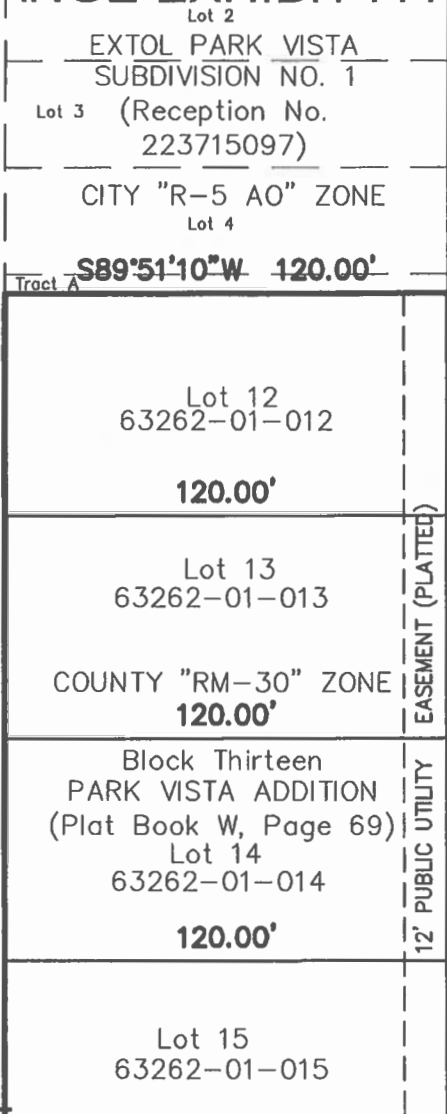 Lot 2
EXTOL PARK VISTA
SUBDIVISION NO. 1
Lot 3 (Reception No.
223715097)
CITY "R-5 AO" ZONE
Lot 4
S89°51'10"W 120.00'
Tract A
Lot 12
63262-01-012
120.00'
Lot 13
63262-01-013
COUNTY "RM-30" ZONE
120.00'
Block Thirteen
PARK VISTA ADDITION
(Plat Book W, Page 69)
Lot 14
63262-01-014
120.00'
Lot 15
63262-01-015
12' PUBLIC UTILITY EASEMENT (PLATTED)